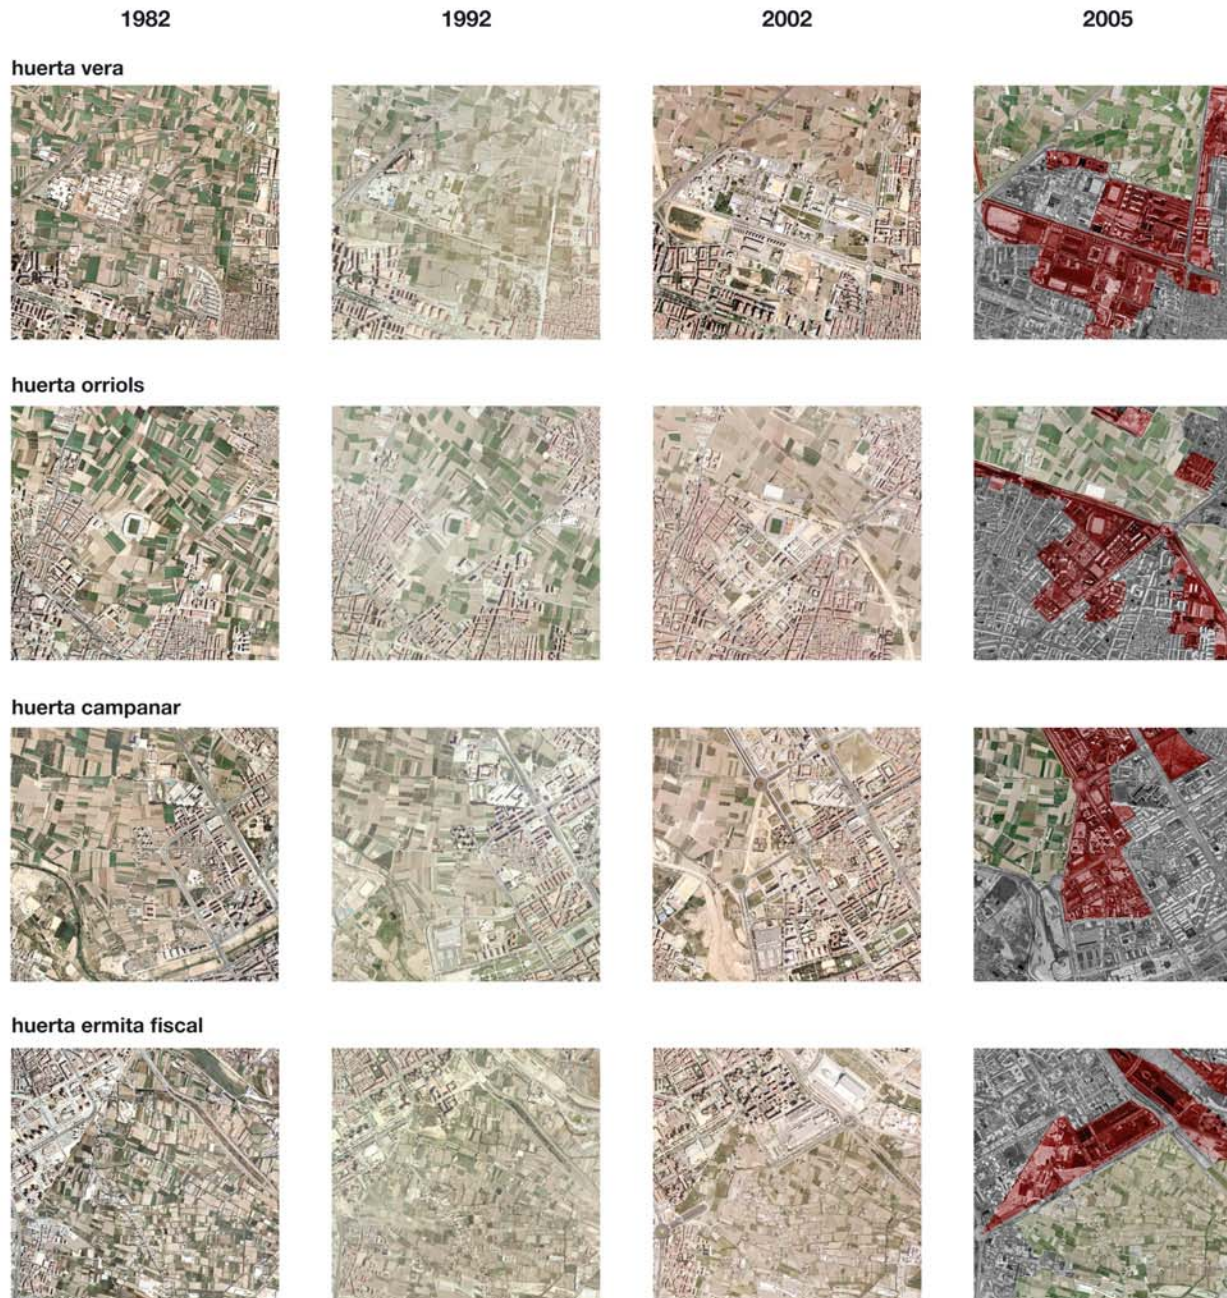 1982 1992 2002 2005
huerta vera
huerta orriols
huerta campanar
huerta ermita fiscal